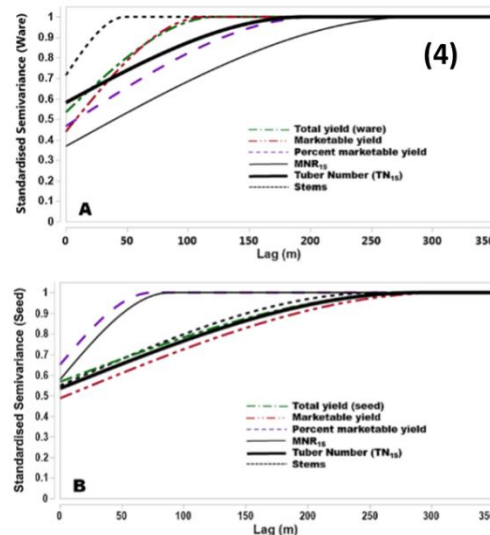 (4)
Standardised Semivariance (Ware)
1
0.9
0.8
0.7
0.6
0.5
0.4
0.3
0.2
0.1
0
Total yield (ware)
Marketable yield
Percent marketable yield
MNR15
Tuber Number (TN15)
Stems
A
0 50 100 150 200 250 300 350
Lag (m)
Standardised Semivariance (Seed)
1
0.9
0.8
0.7
0.6
0.5
0.4
0.3
0.2
0.1
0
Total yield (seed)
Marketable yield
Percent marketable yield
MNR15
Tuber Number (TN15)
Stems
B
0 50 100 150 200 250 300 350
Lag (m)